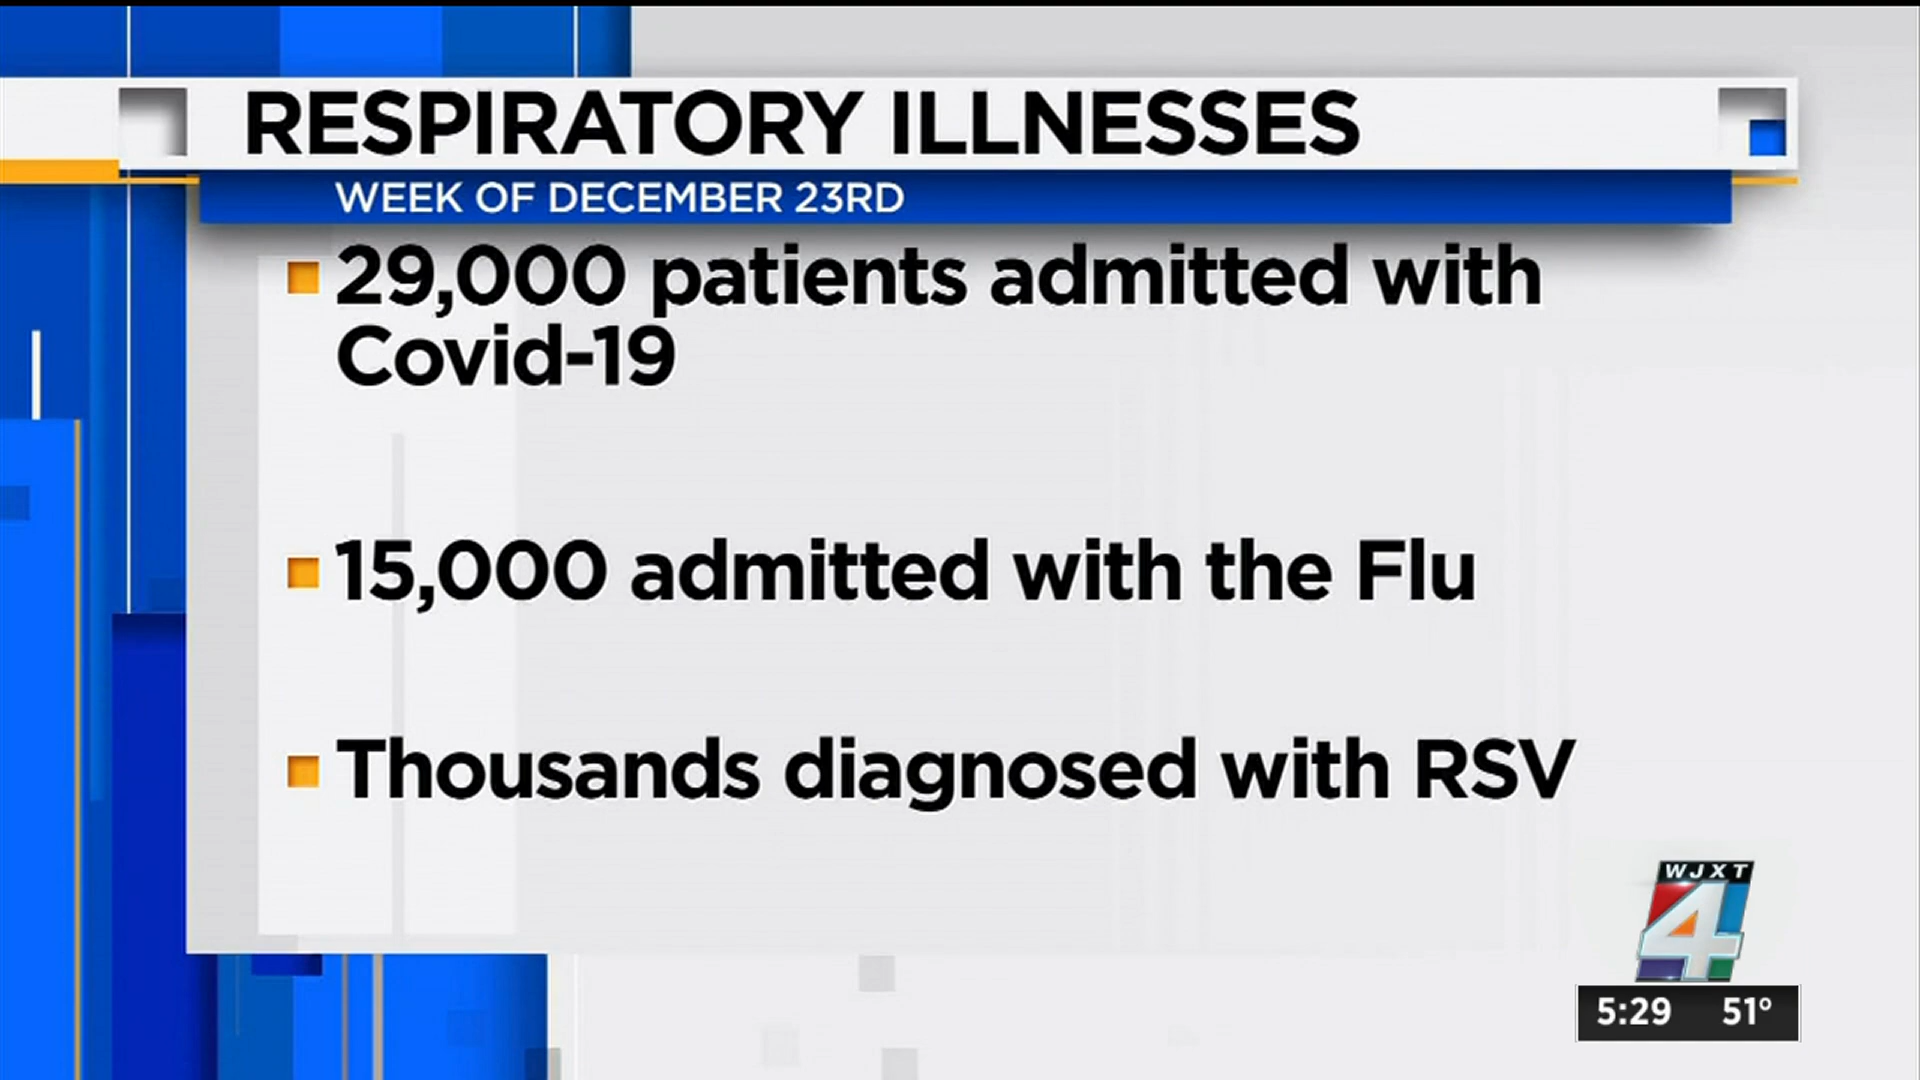 RESPIRATORY ILLNESSES
WEEK OF DECEMBER 23RD
29,000 patients admitted with
Covid-19
15,000 admitted with the Flu
Thousands diagnosed with RSV
WJXT
4
5:29 51°